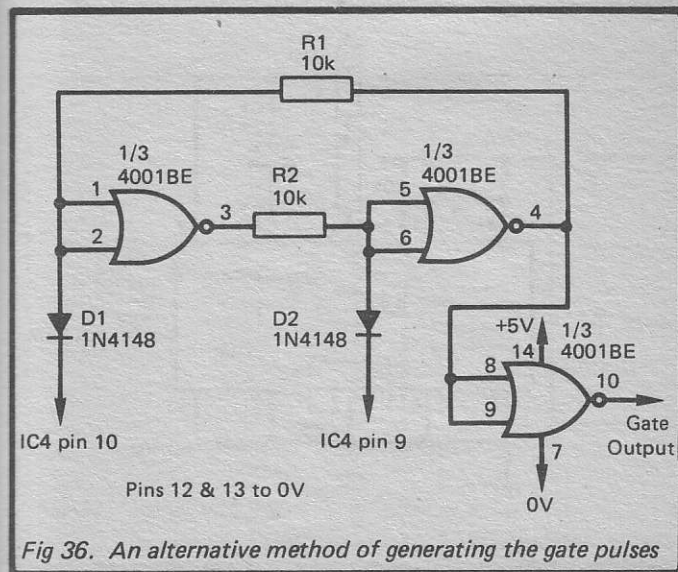 R1
10k
1/3
4001BE
1
2
3
R2
10k
1/3
4001BE
5
6
4
D1
1N4148
D2
1N4148
+5V
14
1/3
4001BE
8
9
10
7
Gate
Output
0V
IC4 pin 10
IC4 pin 9
Pins 12 & 13 to 0V
Fig 36. An alternative method of generating the gate pulses